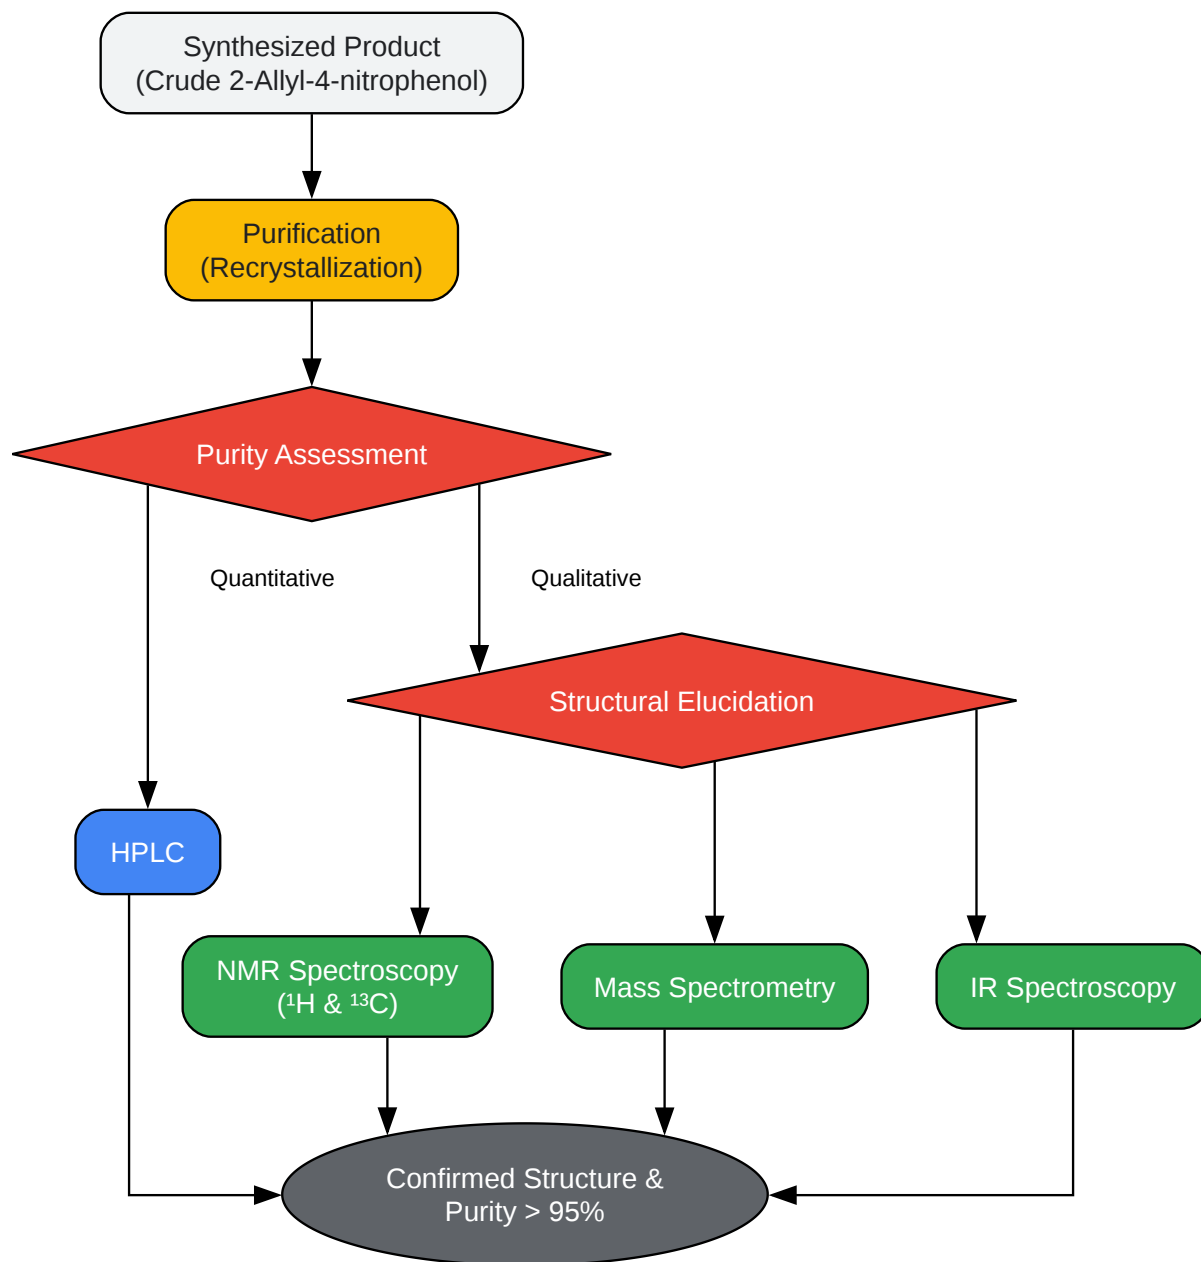 Synthesized Product
(Crude 2-Allyl-4-nitrophenol)
Purification
(Recrystallization)
Purity Assessment
Quantitative
Qualitative
Structural Elucidation
HPLC
NMR Spectroscopy
(¹H & ¹³C)
Mass Spectrometry
IR Spectroscopy
Confirmed Structure &
Purity > 95%